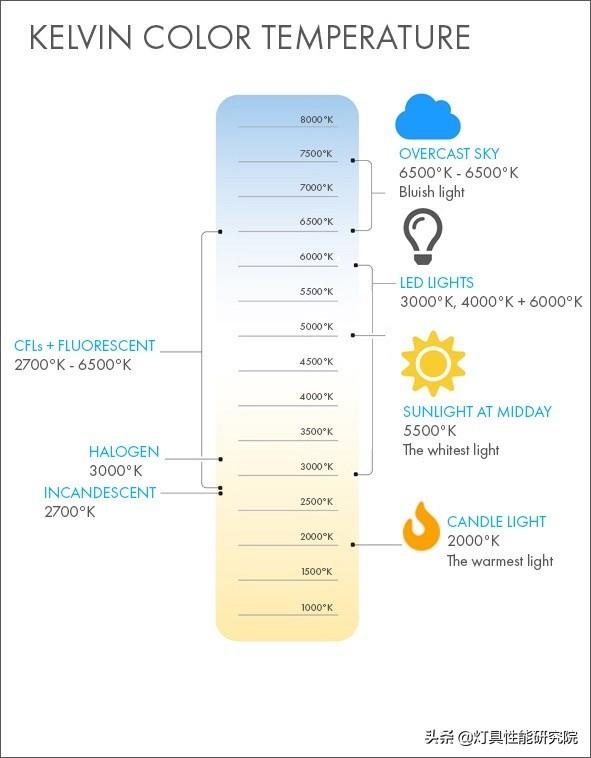 KELVIN COLOR TEMPERATURE
8000°K
7500°K
7000°K
6500°K
6000°K
5500°K
5000°K
4500°K
4000°K
3500°K
3000°K
2500°K
2000°K
1500°K
1000°K
CFLs + FLUORESCENT
2700°K - 6500°K
HALOGEN
3000°K
INCANDESCENT
2700°K
OVERCAST SKY
6500°K - 6500°K
Bluish light
LED LIGHTS
3000°K, 4000°K + 6000°K
SUNLIGHT AT MIDDAY
5500°K
The whitest light
CANDLE LIGHT
2000°K
The warmest light
头条 @灯具性能研究院